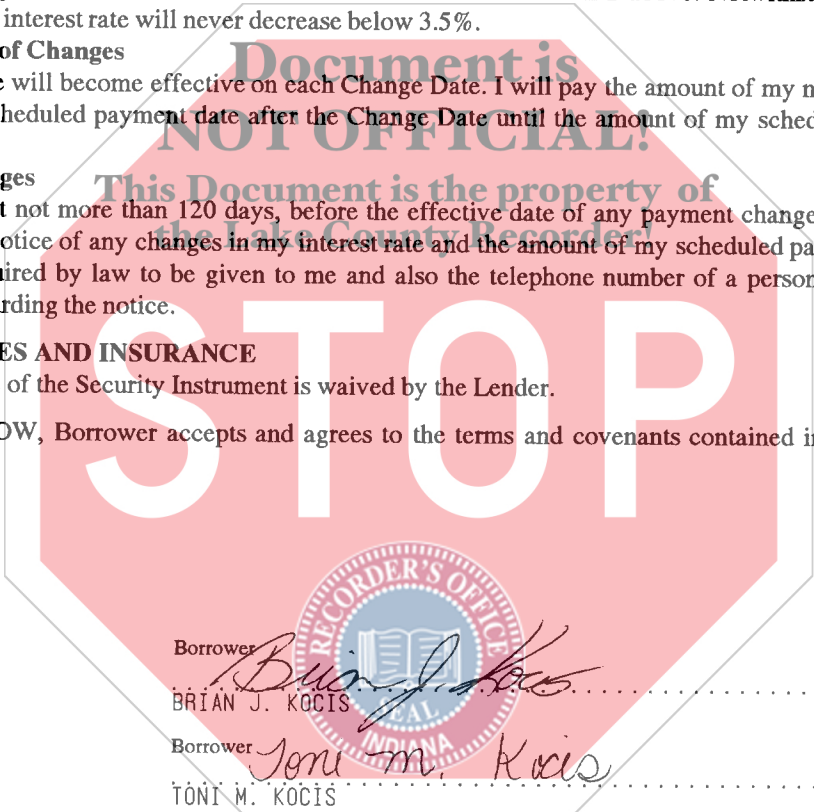 interest rate will never decrease below 3.5%.
of Changes
Document is
will become effective on each Change Date. I will pay the amount of my
heduled payment date after the Change Date until the amount of my sched
NOT OFFICIAL!
ges
This Document is the property of
t not more than 120 days, before the effective date of any payment change
the Lake County Recorder!
otice of any changes in my interest rate and the amount of my scheduled pa
ired by law to be given to me and also the telephone number of a person
rding the notice.
STOP
ES AND INSURANCE
of the Security Instrument is waived by the Lender.
OW, Borrower accepts and agrees to the terms and covenants contained i
RECORDER'S OFFICE
SEAL
INDIANA
Borrower
Brian J. Kocis
BRIAN J. KOCIS
Borrower
Toni M. Kocis
TONI M. KOCIS